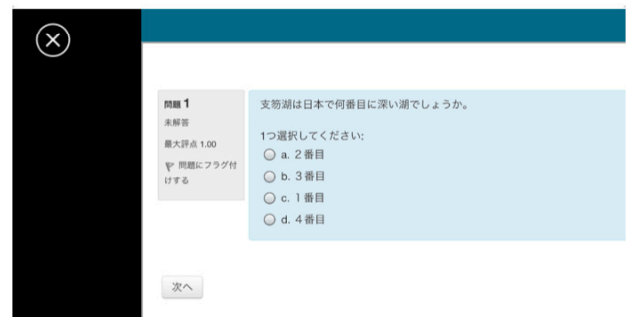 問題 1
未解答
最大評点 1.00
問題にフラグ付
けする
支笏湖は日本で何番目に深い湖でしょうか。
1つ選択してください:
a. 2番目
b. 3番目
c. 1番目
d. 4番目
次へ